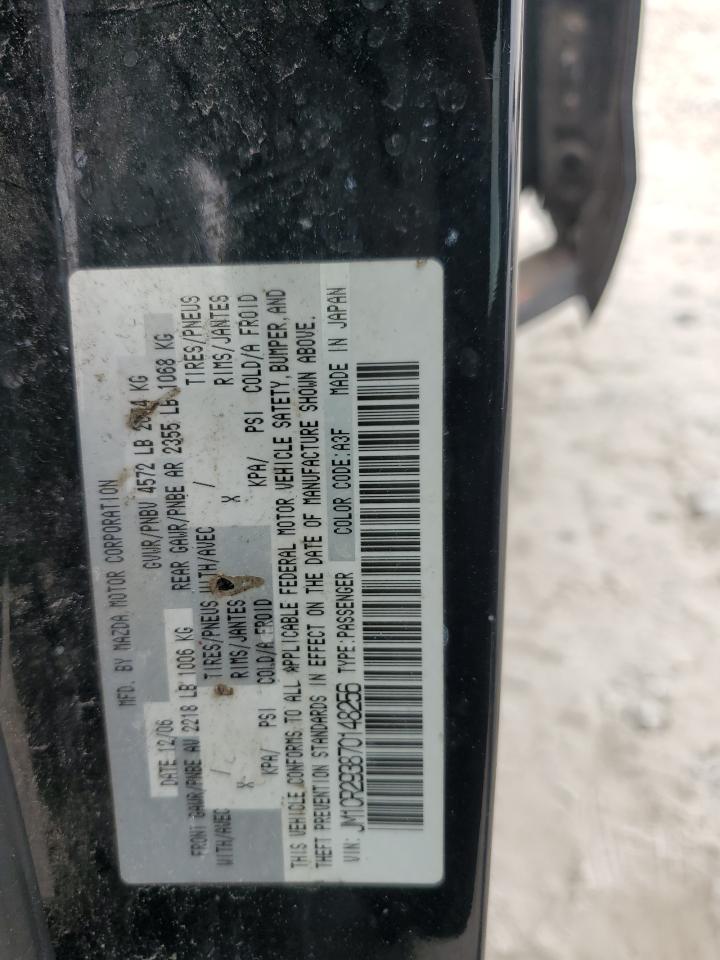 MFD. BY MAZDA MOTOR CORPORATION
DATE 12/06 GVWR/PNBV 4572 LB 2074 KG
FRONT GAWR/PNBE AV 2218 LB 1006 KG REAR GAWR/PNBE AR 2355 LB 1068 KG
WITH/AVEC / TIRES/PNEUS WITH/AVEC / TIRES/PNEUS
X RIMS/JANTES X RIMS/JANTES
KPA/ PSI COLD/A FROID KPA/ PSI COLD/A FROID
THIS VEHICLE CONFORMS TO ALL APPLICABLE FEDERAL MOTOR VEHICLE SAFETY, BUMPER, AND
THEFT PREVENTION STANDARDS IN EFFECT ON THE DATE OF MANUFACTURE SHOWN ABOVE.
VIN: JM1CR293870148256 TYPE:PASSENGER COLOR CODE:A3F MADE IN JAPAN